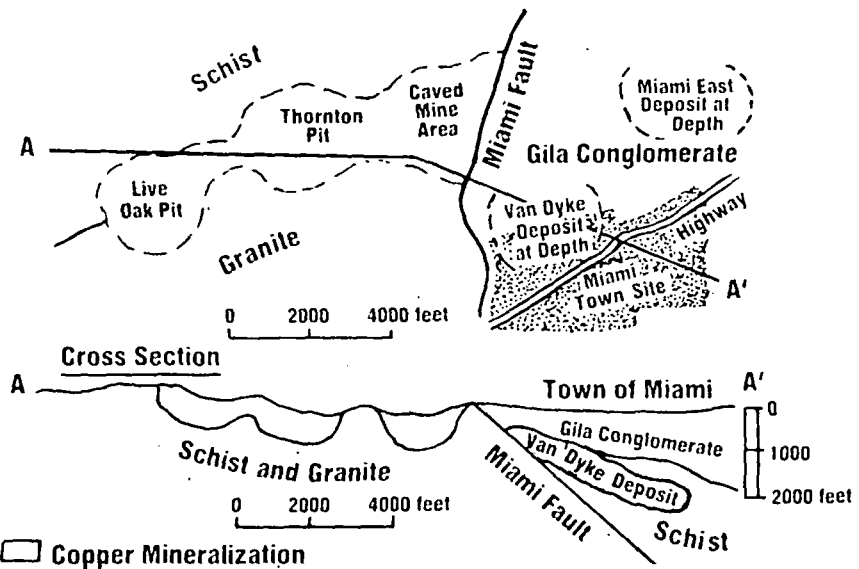 Schist
Thornton
Pit
Caved
Mine
Area
Miami Fault
Miami East
Deposit at
Depth
A
Gila Conglomerate
Live
Oak Pit
Van Dyke
Deposit
at Depth
Highway
Granite
Miami
Town Site
A'
0 2000 4000 feet
Cross Section
A
Town of Miami
A'
0
Gila Conglomerate
1000
Van Dyke Deposit
2000 feet
Schist and Granite
Miami Fault
Schist
0 2000 4000 feet
Copper Mineralization